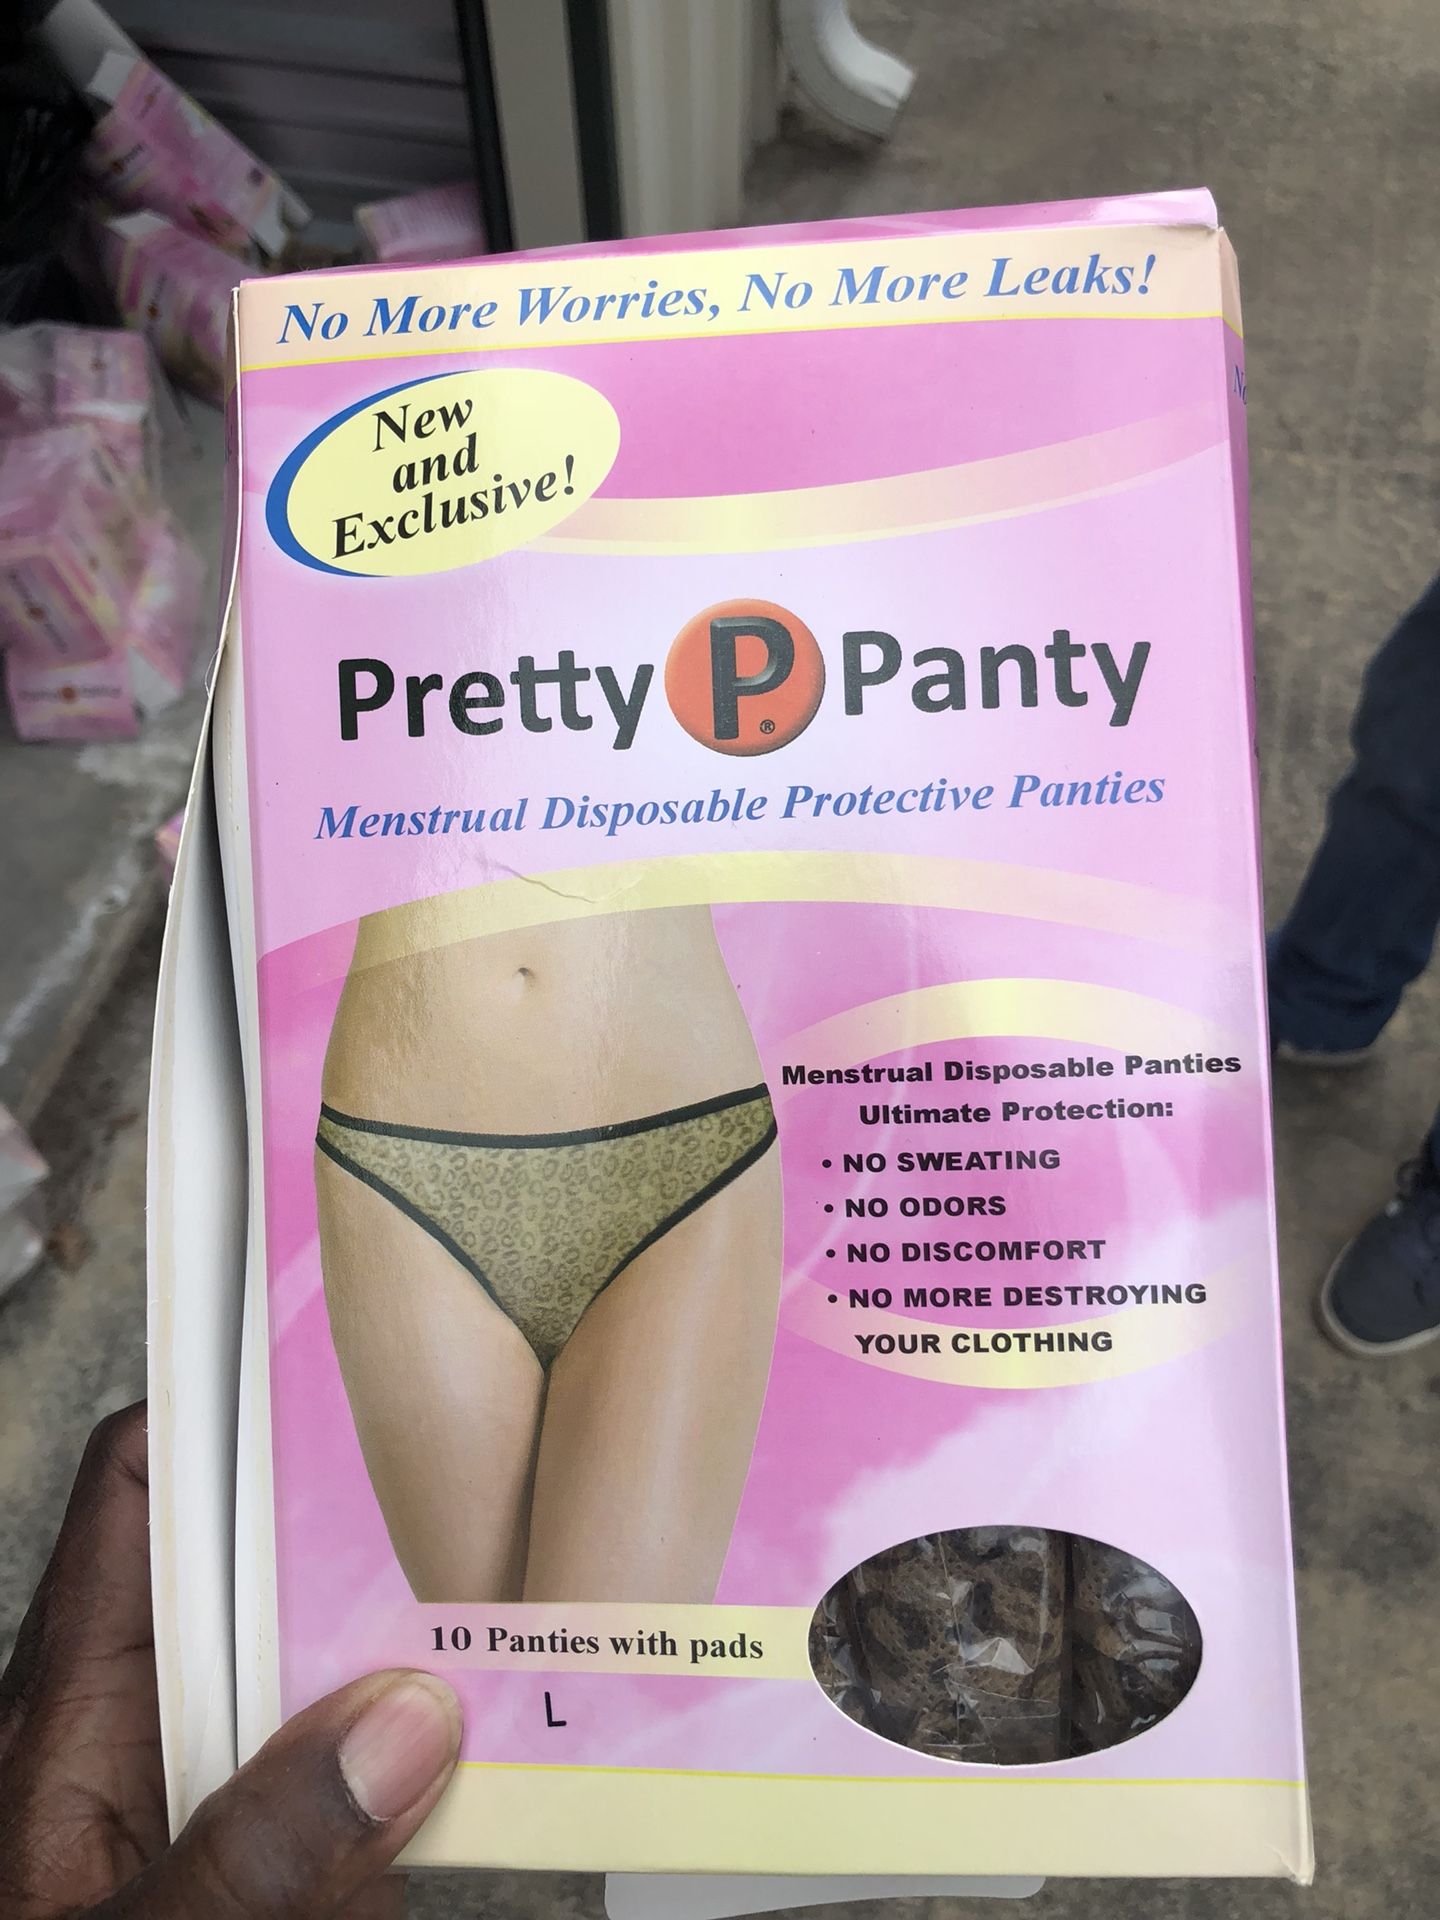 No More Worries, No More Leaks!
New
and
Exclusive!
Pretty P® Panty
Menstrual Disposable Protective Panties
Menstrual Disposable Panties
Ultimate Protection:
• NO SWEATING
• NO ODORS
• NO DISCOMFORT
• NO MORE DESTROYING
YOUR CLOTHING
10 Panties with pads
L